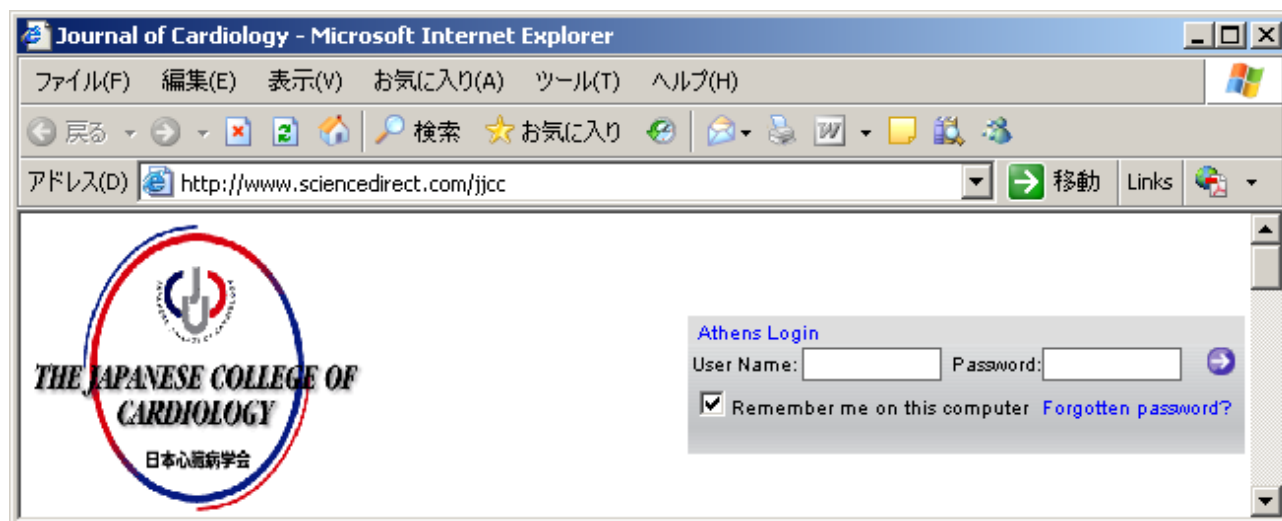 Journal of Cardiology - Microsoft Internet Explorer
ファイル(F) 編集(E) 表示(V) お気に入り(A) ツール(T) ヘルプ(H)
戻る 検索 お気に入り
アドレス(D) http://www.sciencedirect.com/jjcc 移動 Links
Athens Login
User Name: Password:
Remember me on this computer Forgotten password?
THE JAPANESE COLLEGE OF
CARDIOLOGY
日本心臓病学会